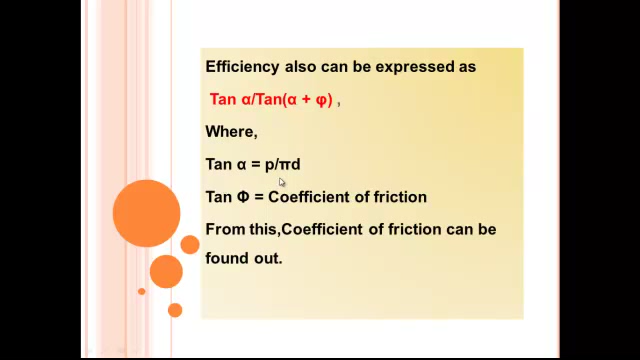 Efficiency also can be expressed as
Tan α/Tan(α + φ) ,
Where,
Tan α = p/πd
Tan Φ = Coefficient of friction
From this,Coefficient of friction can be
found out.